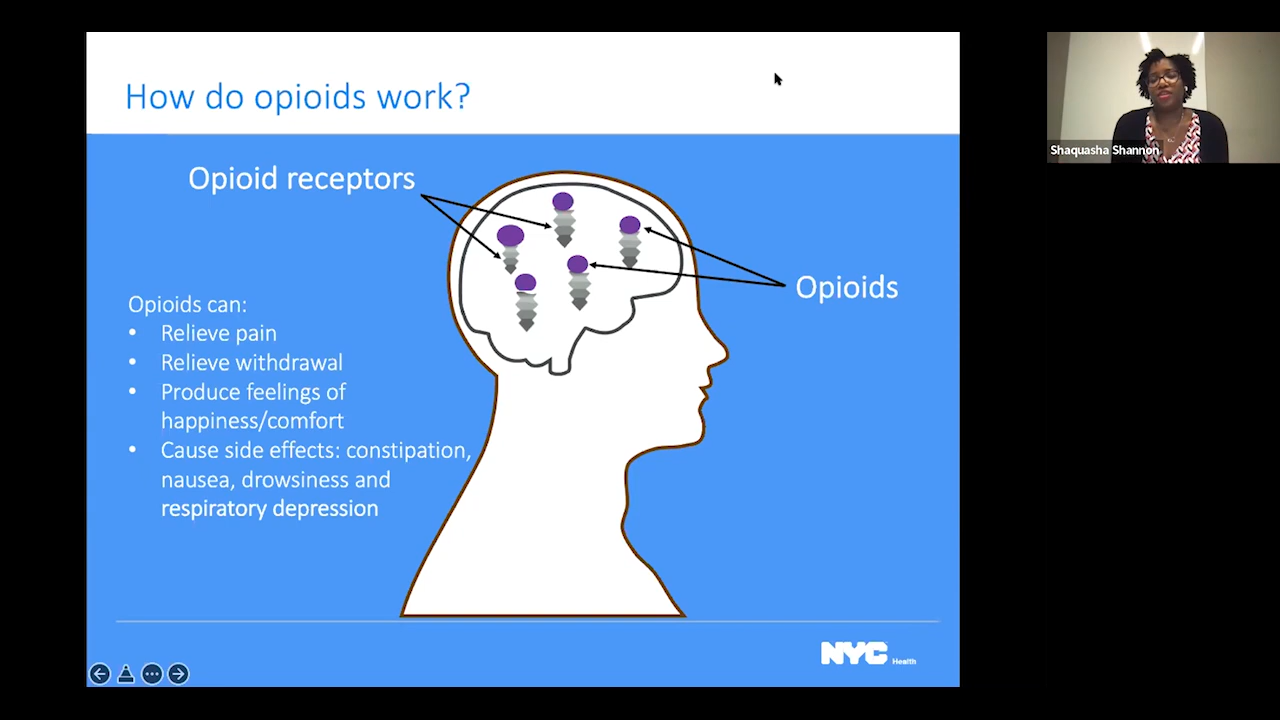 How do opioids work?
Shaquasha Shannon
Opioid receptors
Opioids
Opioids can:
• Relieve pain
• Relieve withdrawal
• Produce feelings of
happiness/comfort
• Cause side effects: constipation,
nausea, drowsiness and
respiratory depression
NYC Health